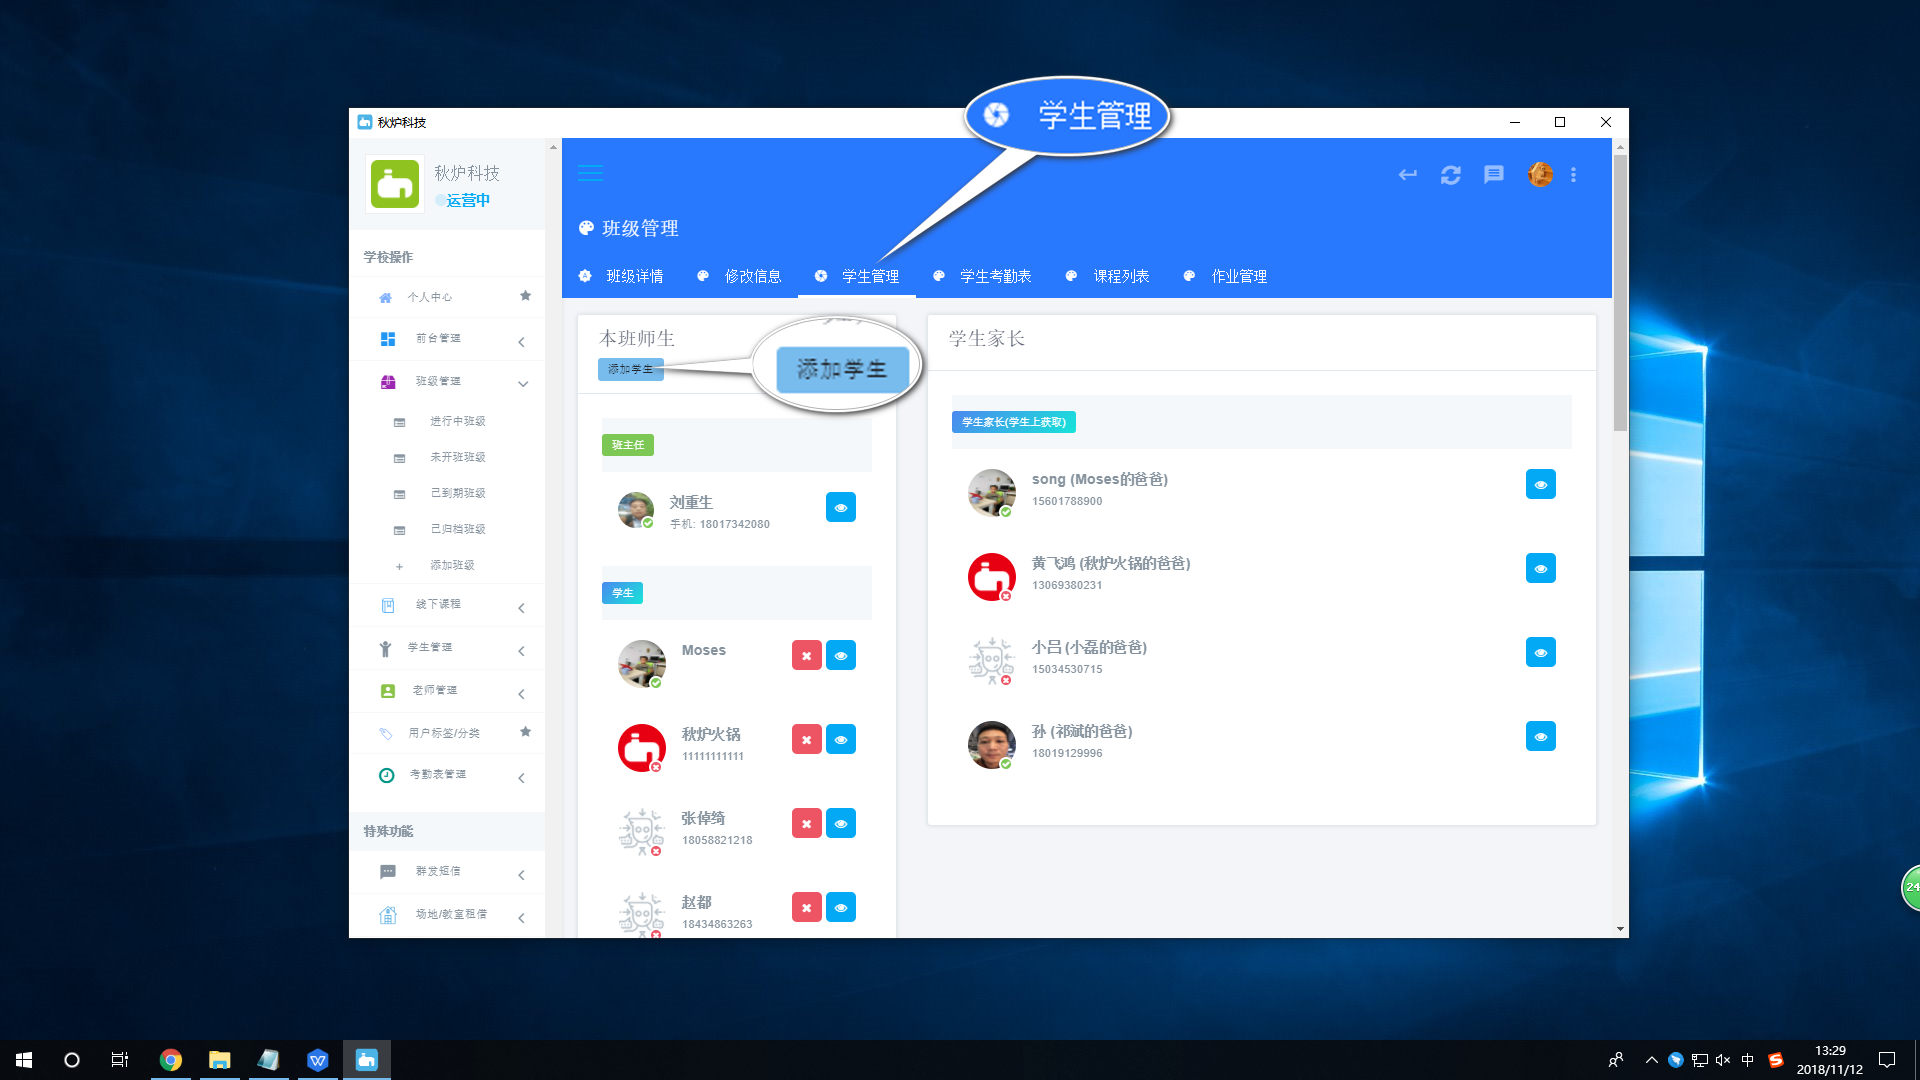 学生管理
秋炉科技
秋炉科技
运营中
学校操作
个人中心
前台管理
班级管理
进行中班级
未开班班级
已到期班级
已归档班级
添加班级
线下课程
学生管理
老师管理
用户标签/分类
考勤表管理
特殊功能
群发短信
场地/教室租借
班级管理
班级详情
修改信息
学生管理
学生考勤表
课程列表
作业管理
本班师生
添加学生
添加学生
班主任
刘重生
手机: 18017342080
学生
Moses
秋炉火锅
11111111111
张倬绮
18058821218
赵都
18434863263
学生家长
学生家长(学生上获取)
song (Moses的爸爸)
15601788900
黄飞鸿 (秋炉火锅的爸爸)
13069380231
小吕 (小磊的爸爸)
15034530715
孙 (祁斌的爸爸)
18019129996
24
中
13:29
2018/11/12